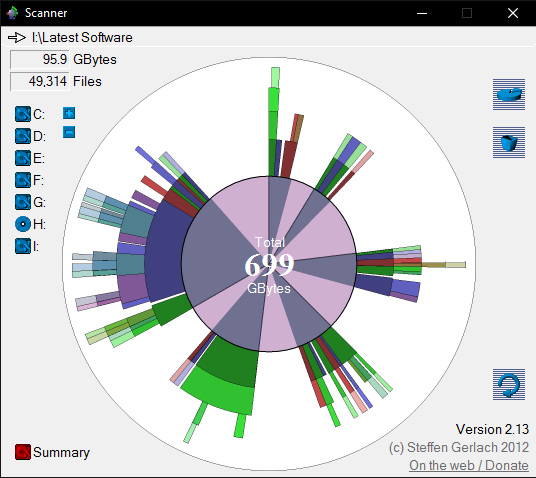 Scanner
I:\Latest Software
95.9 GBytes
49,314 Files
C:
D:
E:
F:
G:
H:
I:
Total
699
GBytes
Summary
Version 2.13
(c) Steffen Gerlach 2012
On the web / Donate